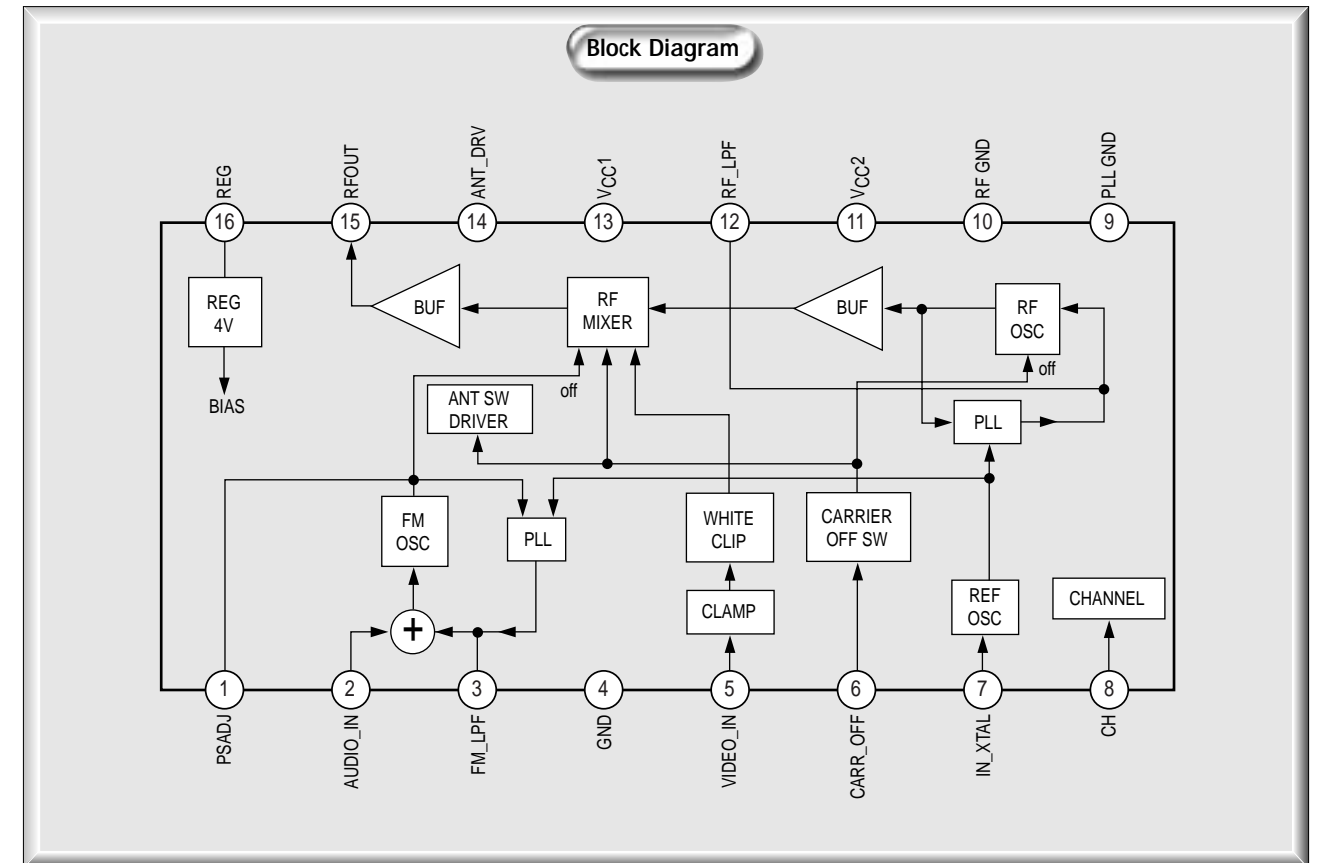 Block Diagram
REG
RFOUT
ANT_DRV
VCC1
RF_LPF
VCC2
RF GND
PLL GND
16
15
14
13
12
11
10
9
REG
4V
BUF
RF
MIXER
BUF
RF
OSC
off
off
BIAS
ANT SW
DRIVER
PLL
FM
OSC
PLL
WHITE
CLIP
CARRIER
OFF SW
CLAMP
REF
OSC
CHANNEL
+
1
2
3
4
5
6
7
8
PSADJ
AUDIO_IN
FM_LPF
GND
VIDEO_IN
CARR_OFF
IN_XTAL
CH